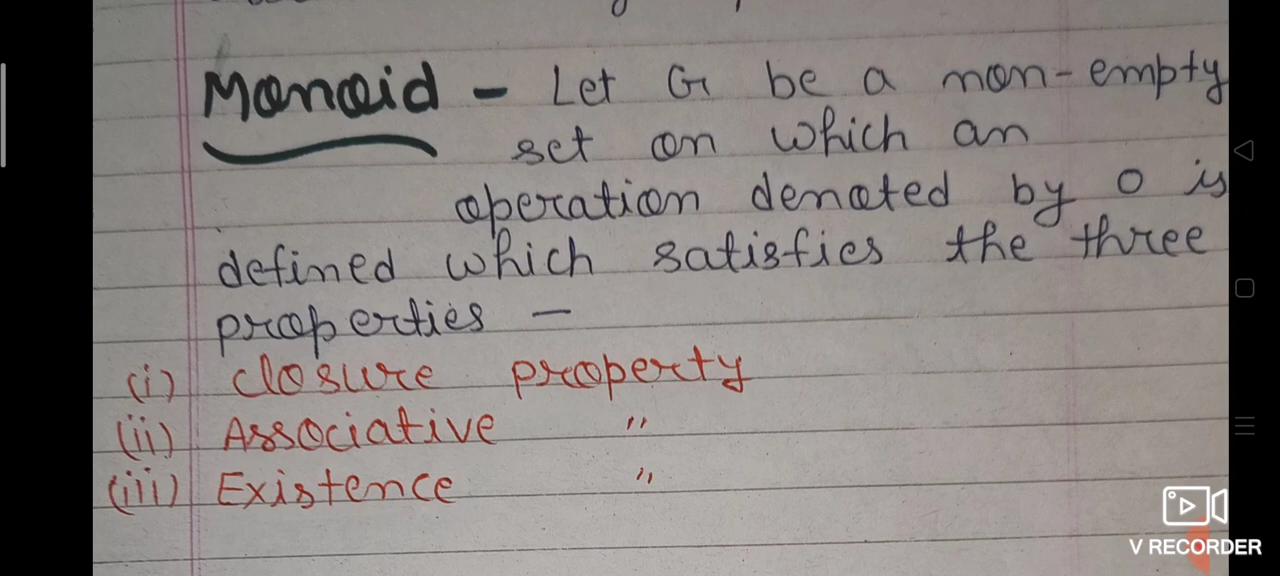 Monoid - Let G be a non-empty
set on which an
operation denoted by o is
defined which satisfies the three
properties —
(i) Closure property
(ii) Associative "
(iii) Existence "
V RECORDER